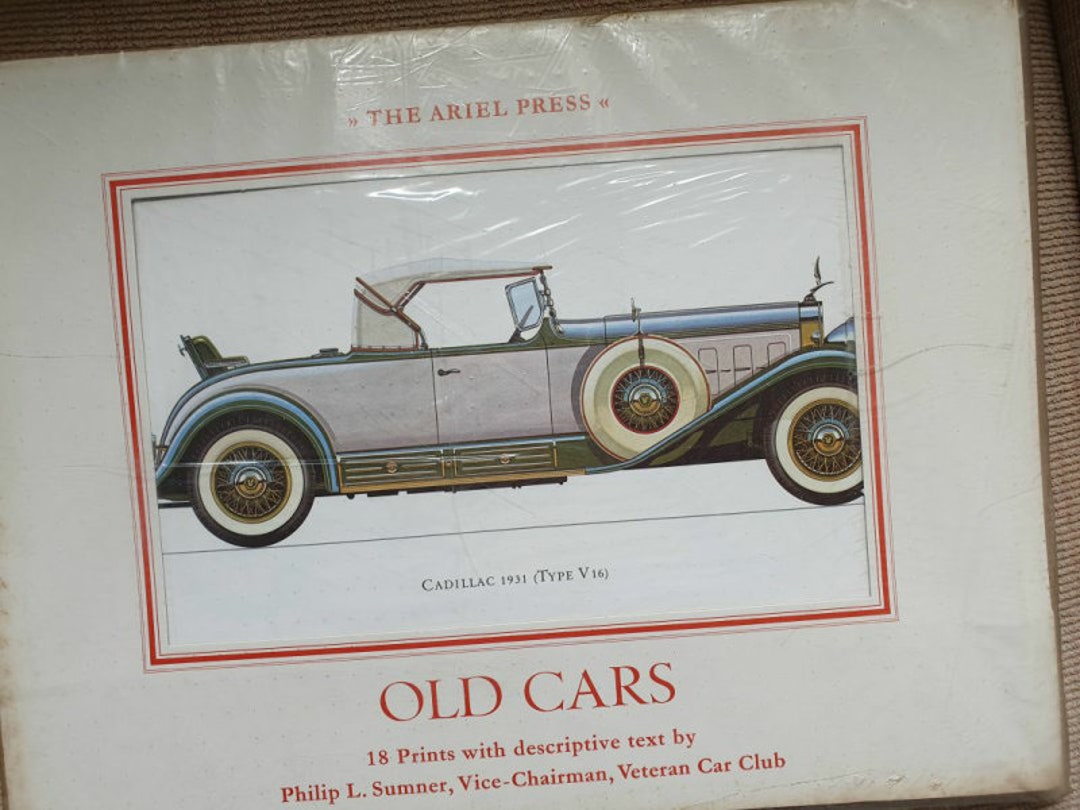 » THE ARIEL PRESS «
CADILLAC 1931 (TYPE V16)
OLD CARS
18 Prints with descriptive text by
Philip L. Sumner, Vice-Chairman, Veteran Car Club